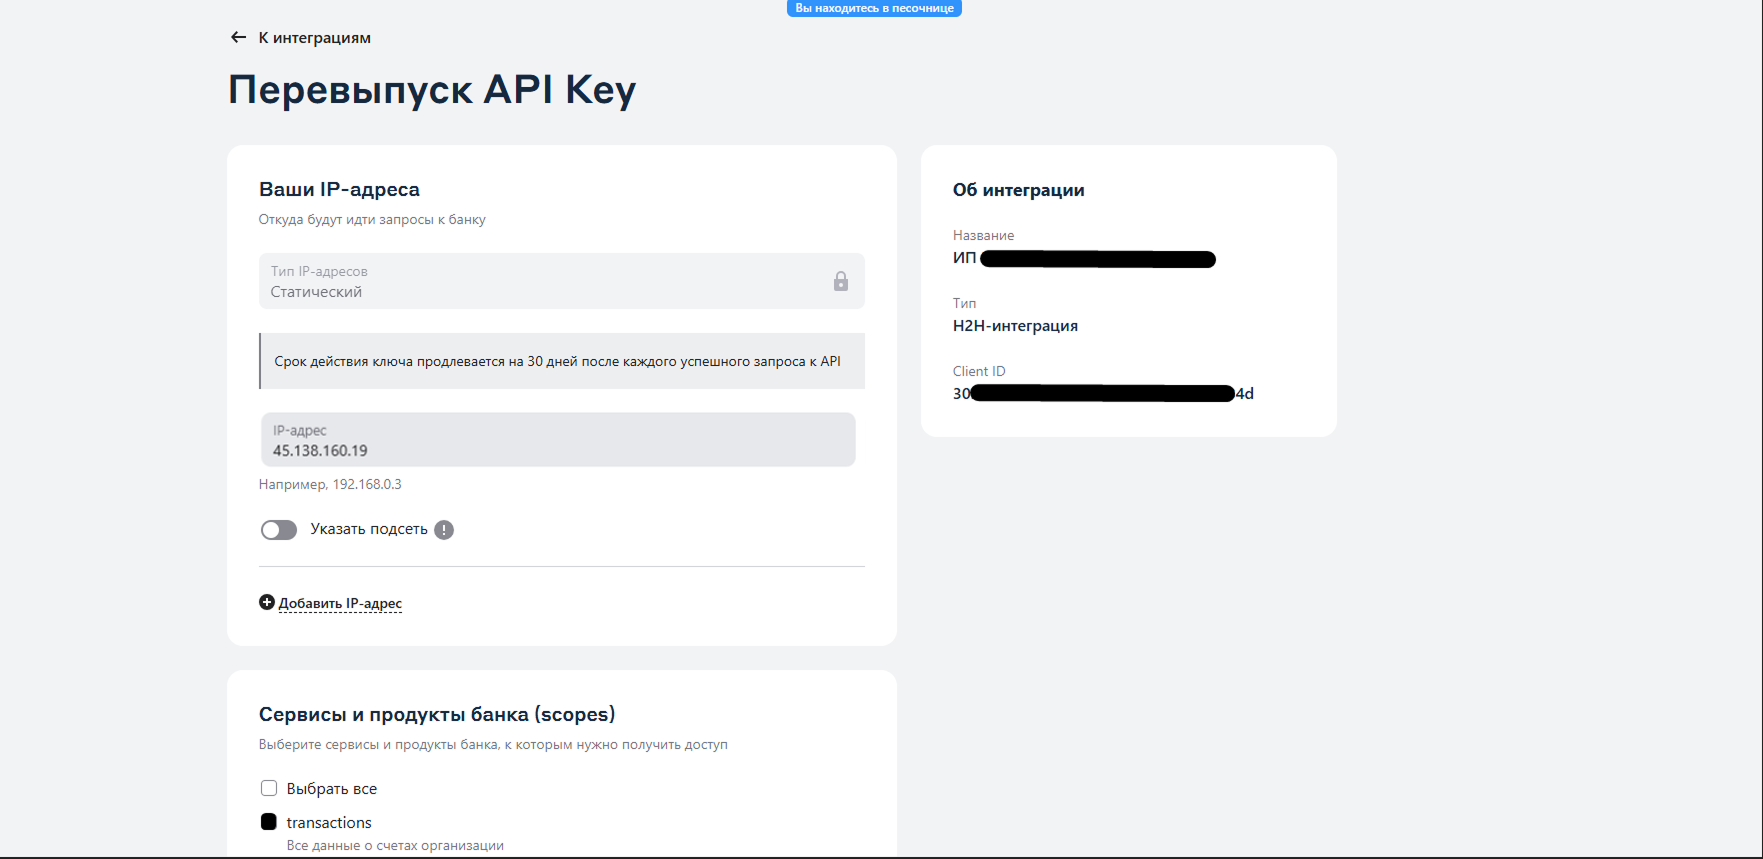 Вы находитесь в песочнице
К интеграциям
Перевыпуск API Key
Ваши IP-адреса
Откуда будут идти запросы к банку
Тип IP-адресов
Статический
Срок действия ключа продлевается на 30 дней после каждого успешного запроса к API
IP-адрес
45.138.160.19
Например, 192.168.0.3
Указать подсеть
Добавить IP-адрес
Сервисы и продукты банка (scopes)
Выберите сервисы и продукты банка, к которым нужно получить доступ
Выбрать все
transactions
Все данные о счетах организации
Об интеграции
Название
ИП
Тип
H2H-интеграция
Client ID
30 4d